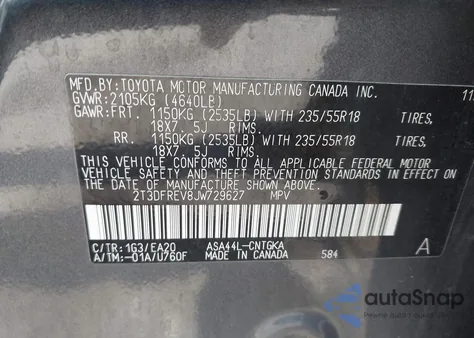 MFD. BY: TOYOTA MOTOR MANUFACTURING CANADA INC. 11
GVWR: 2105KG (4640LB)
GAWR: FRT. 1150KG (2535LB) WITH 235/55R18 TIRES.
18X7. 5J RIMS.
RR. 1150KG (2535LB) WITH 235/55R18 TIRES.
18X7. 5J RIMS.
THIS VEHICLE CONFORMS TO ALL APPLICABLE FEDERAL MOTOR
VEHICLE SAFETY AND THEFT PREVENTION STANDARDS IN EFFECT
ON THE DATE OF MANUFACTURE SHOWN ABOVE.
2T3DFREV8JW729627 MPV
C/TR: 1G3/EA20 ASA44L-CNTGKA A
A/TM: -01A/U760F MADE IN CANADA 584
autoSnap